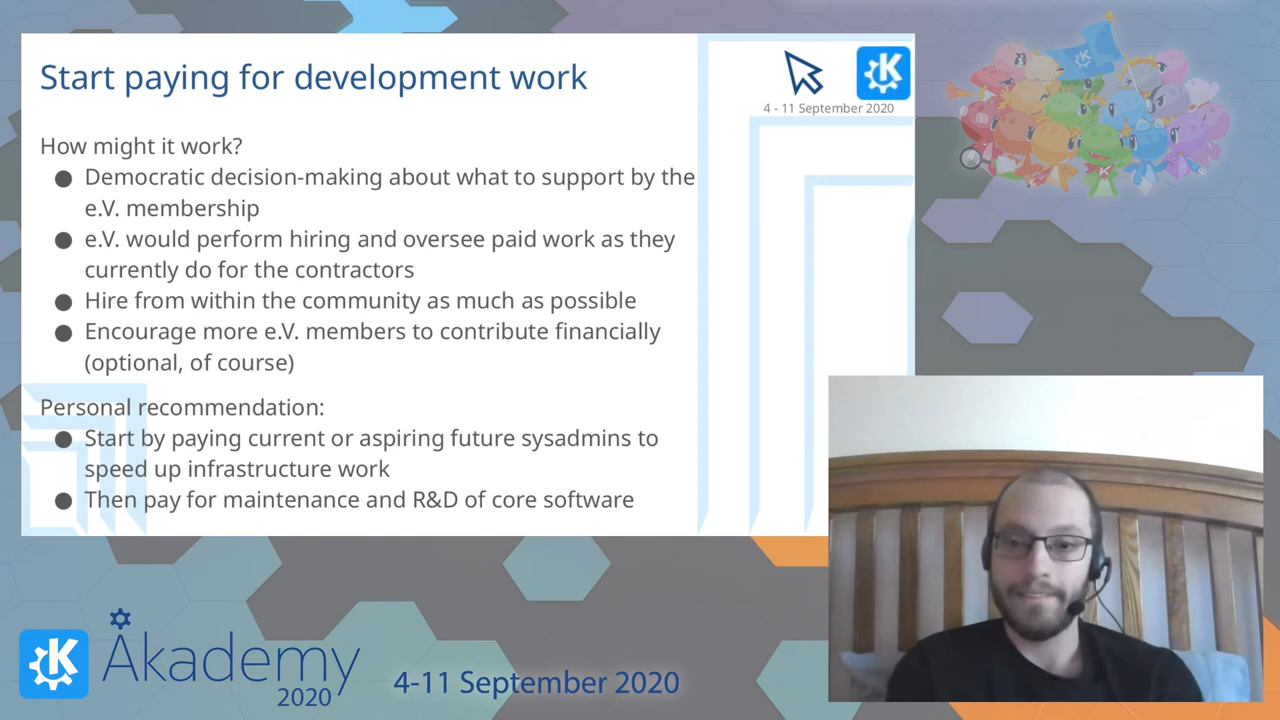 Start paying for development work
4 - 11 September 2020
How might it work?
● Democratic decision-making about what to support by the
e.V. membership
● e.V. would perform hiring and oversee paid work as they
currently do for the contractors
● Hire from within the community as much as possible
● Encourage more e.V. members to contribute financially
(optional, of course)
Personal recommendation:
● Start by paying current or aspiring future sysadmins to
speed up infrastructure work
● Then pay for maintenance and R&D of core software
Akademy
2020
4-11 September 2020